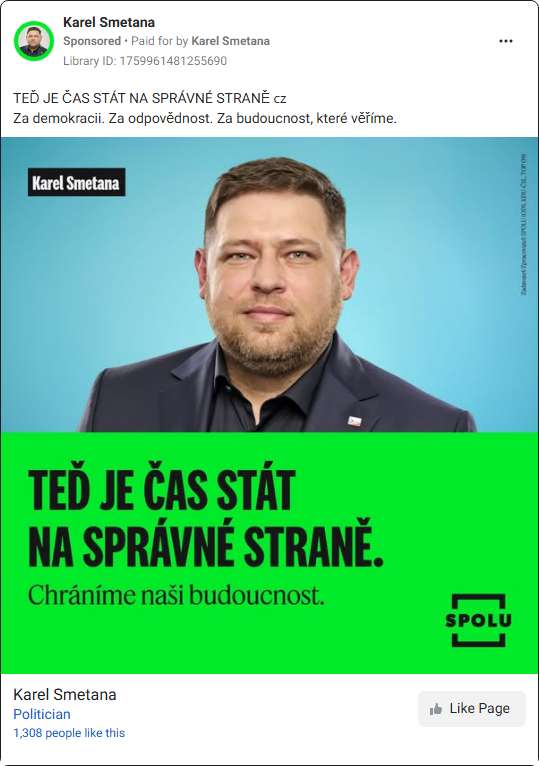 Karel Smetana
Sponsored • Paid for by Karel Smetana
Library ID: 1759961481255690
TEĎ JE ČAS STÁT NA SPRÁVNÉ STRANĚ cz
Za demokracii. Za odpovědnost. Za budoucnost, které věříme.
Karel Smetana
Zadavatel/Zpracovatel: SPOLU (ODS, KDU-ČSL, TOP 09)
TEĎ JE ČAS STÁT
NA SPRÁVNÉ STRANĚ.
Chráníme naši budoucnost.
SPOLU
Karel Smetana
Politician
1,308 people like this
Like Page